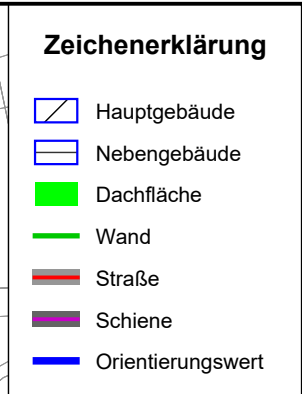 Zeichenerklärung
Hauptgebäude
Nebengebäude
Dachfläche
Wand
Straße
Schiene
Orientierungswert